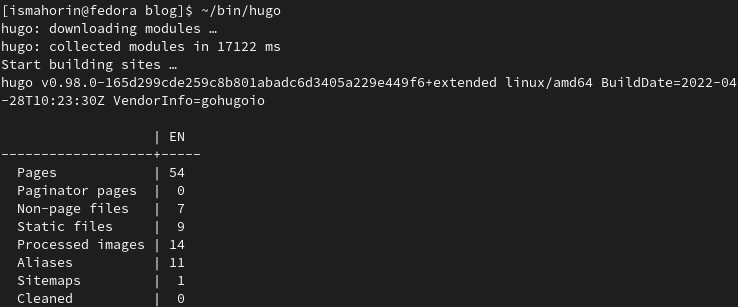 [ismahorin@fedora blog]$ ~/bin/hugo
hugo: downloading modules …
hugo: collected modules in 17122 ms
Start building sites …
hugo v0.98.0-165d299cde259c8b801abadc6d3405a229e449f6+extended linux/amd64 BuildDate=2022-04
-28T10:23:30Z VendorInfo=gohugoio
                   | EN
-------------------+-----
  Pages            | 54
  Paginator pages  |  0
  Non-page files   |  7
  Static files     |  9
  Processed images | 14
  Aliases          | 11
  Sitemaps         |  1
  Cleaned          |  0